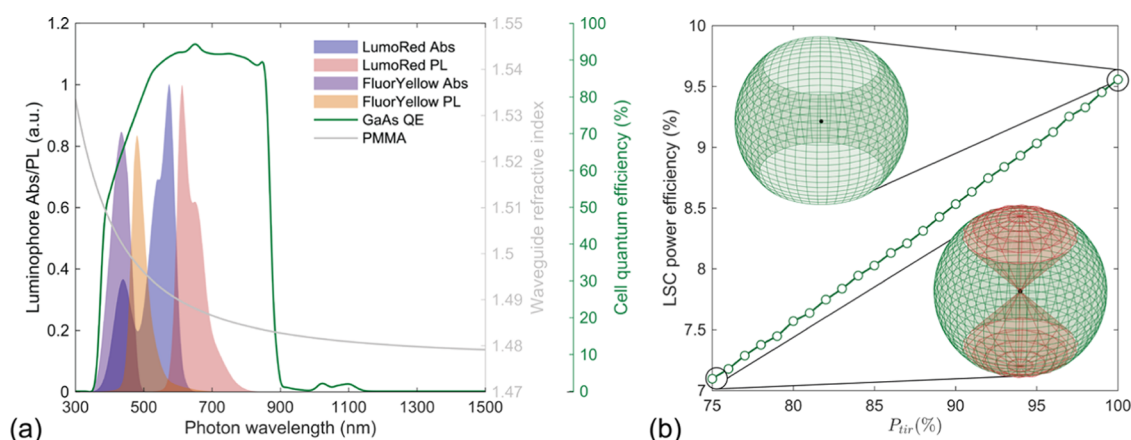 1.2
1
0.8
0.6
0.4
0.2
0
Luminophore Abs/PL (a.u.)
300 500 700 900 1100 1300 1500
Photon wavelength (nm)
LumoRed Abs
LumoRed PL
FluorYellow Abs
FluorYellow PL
GaAs QE
PMMA
1.55
1.54
1.53
1.52
1.51
1.5
1.49
1.48
1.47
Waveguide refractive index
100
90
80
70
60
50
40
30
20
10
0
Cell quantum efficiency (%)
(a)
10
9.5
9
8.5
8
7.5
7
LSC power efficiency (%)
75 80 85 90 95 100
P_tir(%)
(b)